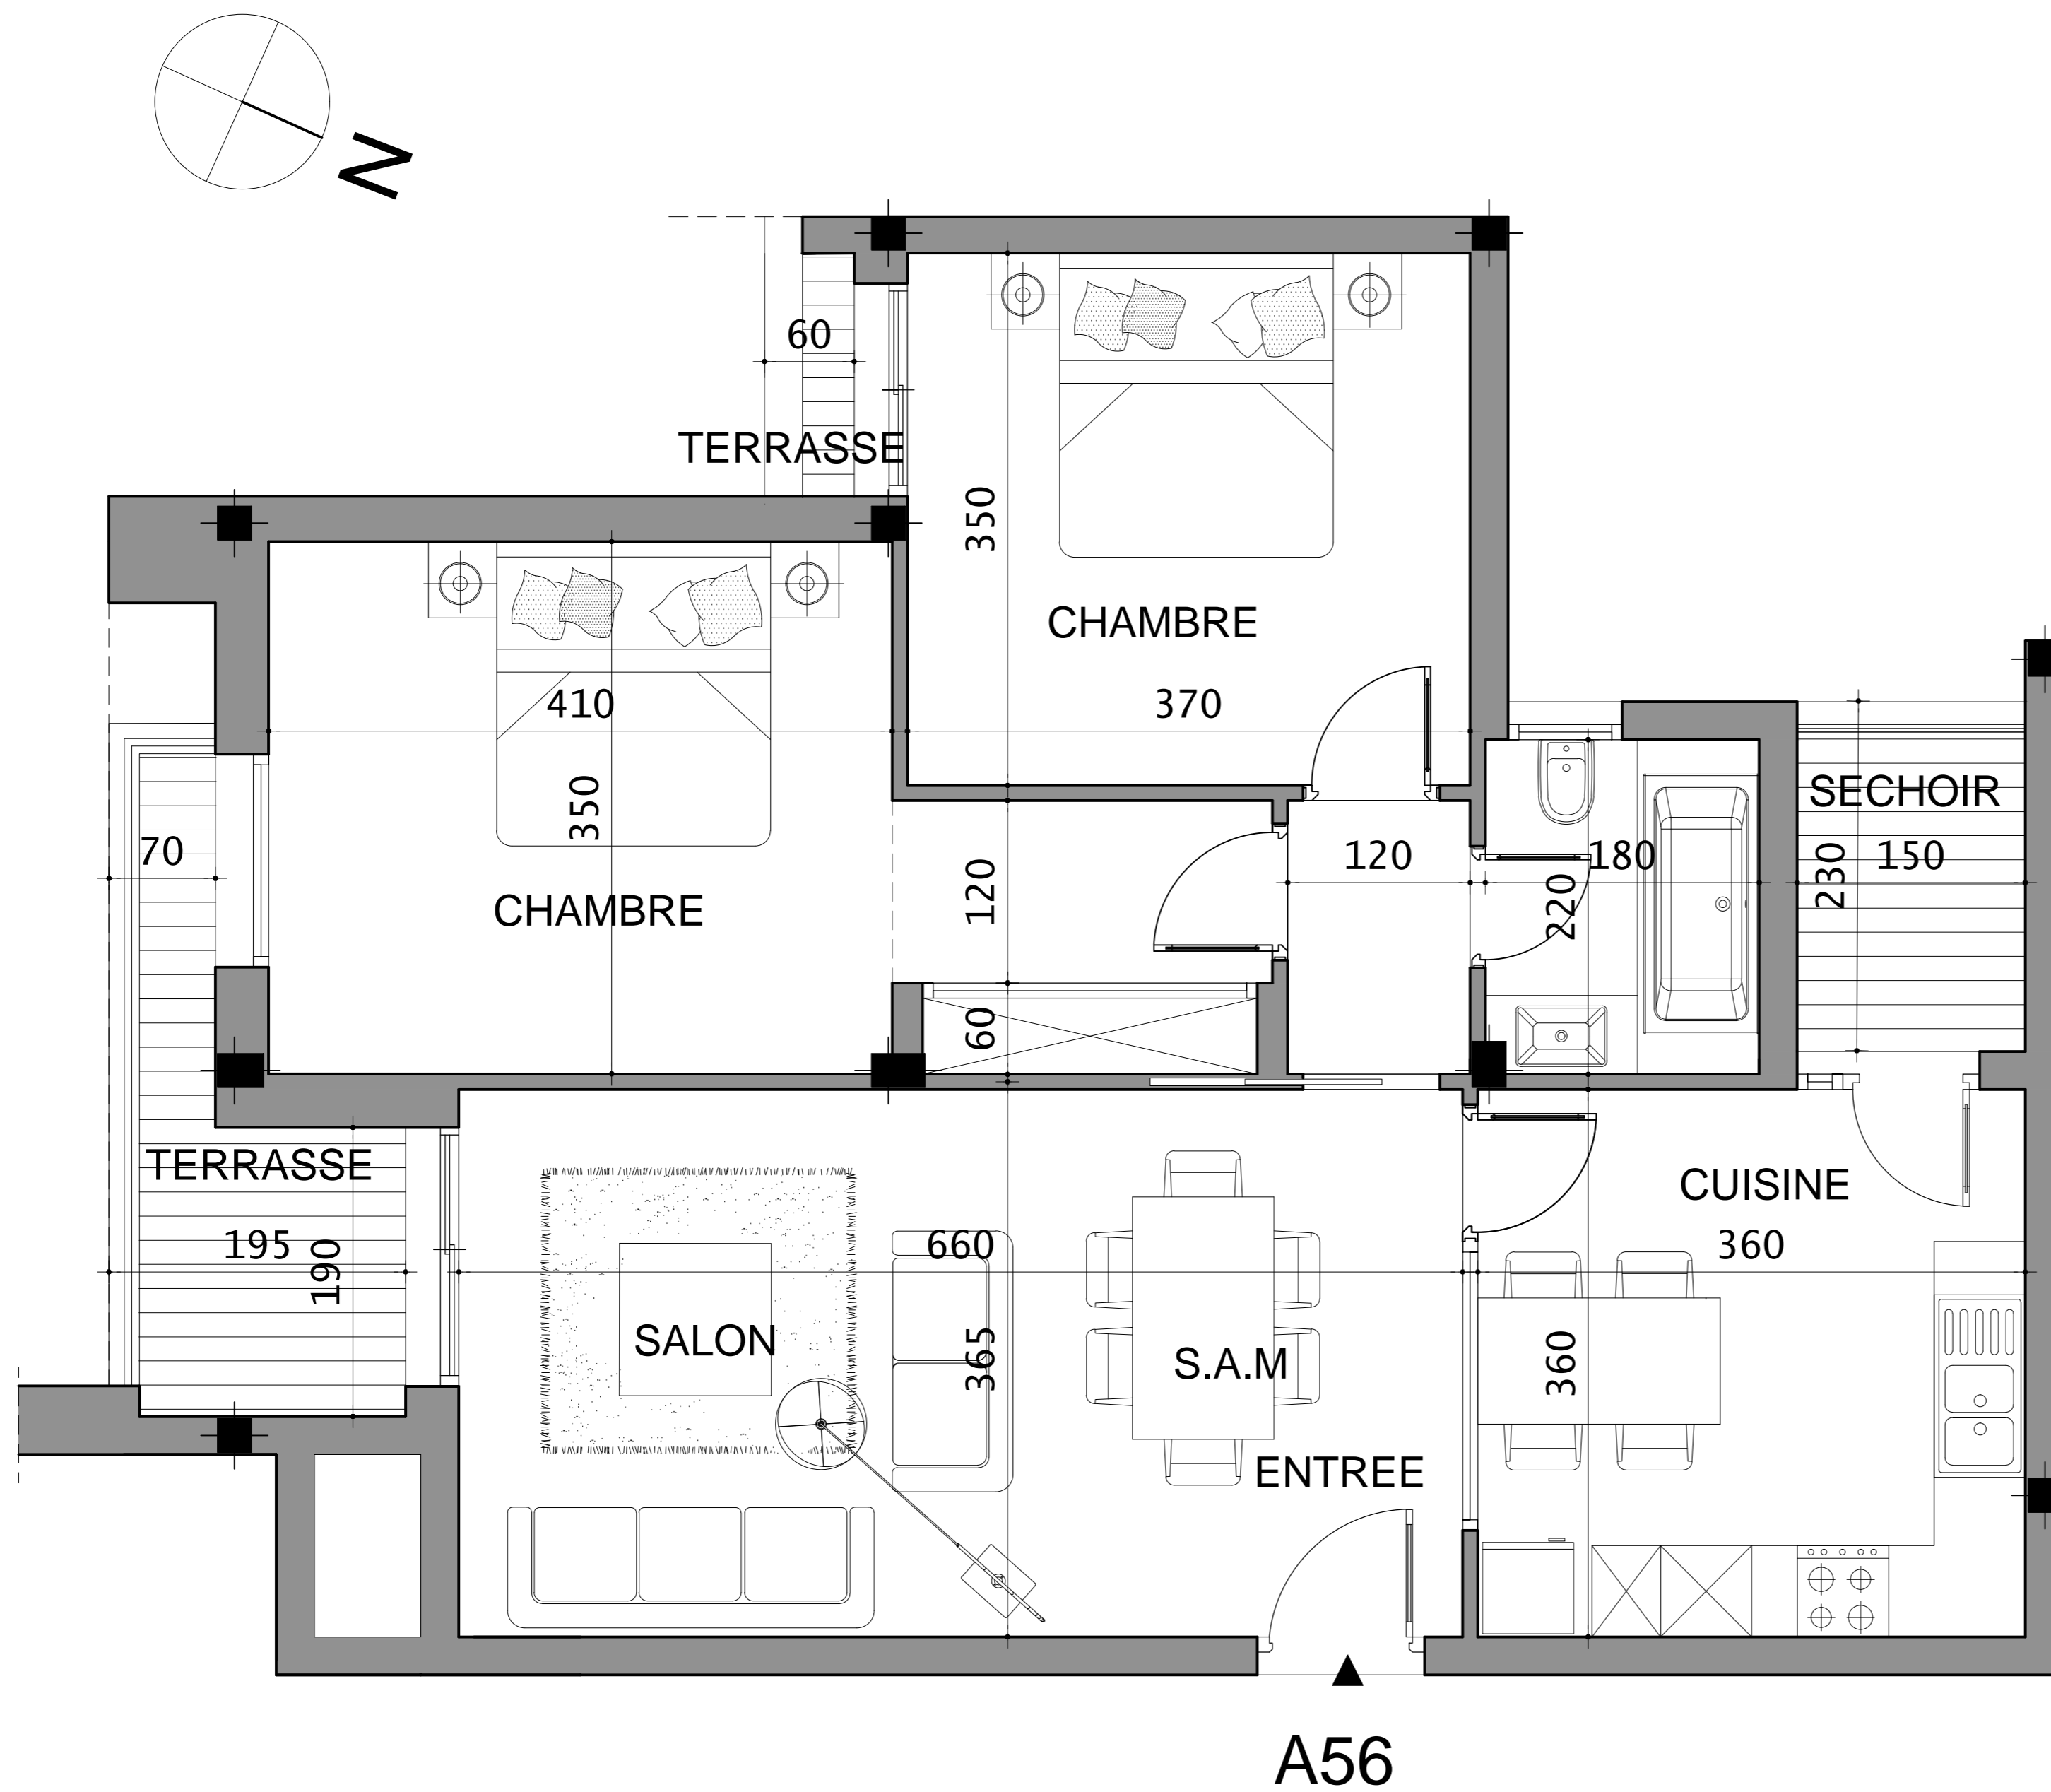 N
60
TERRASSE
350
CHAMBRE
410
370
350
70
CHAMBRE
120
60
120
180
220
SECHOIR
230
150
TERRASSE
195
190
660
SALON
365
S.A.M
ENTREE
CUISINE
360
360
A56